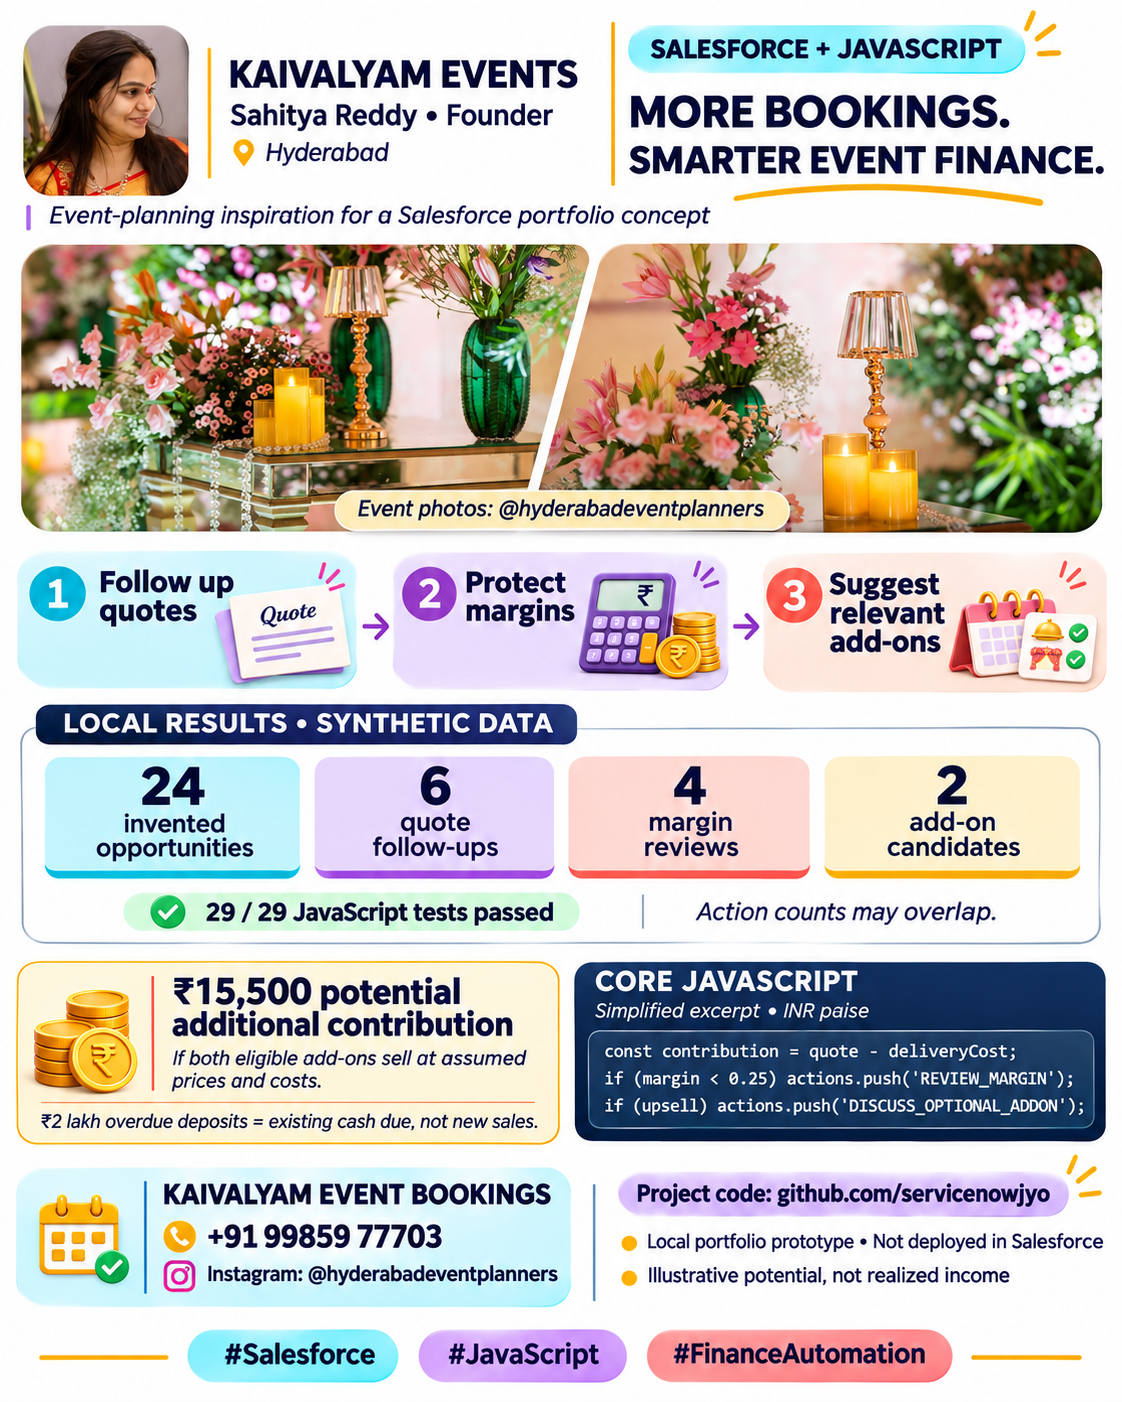 KAIVALYAM EVENTS
Sahitya Reddy • Founder
Hyderabad
SALESFORCE + JAVASCRIPT
MORE BOOKINGS.
SMARTER EVENT FINANCE.
Event-planning inspiration for a Salesforce portfolio concept
Event photos: @hyderabadeventplanners
1
Follow up
quotes
Quote
2
Protect
margins
₹
₹
3
Suggest
relevant
add-ons
LOCAL RESULTS • SYNTHETIC DATA
24
invented
opportunities
6
quote
follow-ups
4
margin
reviews
2
add-on
candidates
29 / 29 JavaScript tests passed
Action counts may overlap.
₹
₹15,500 potential
additional contribution
If both eligible add-ons sell at assumed
prices and costs.
₹2 lakh overdue deposits = existing cash due, not new sales.
CORE JAVASCRIPT
Simplified excerpt • INR paise
const contribution = quote - deliveryCost;
if (margin < 0.25) actions.push('REVIEW_MARGIN');
if (upsell) actions.push('DISCUSS_OPTIONAL_ADDON');
KAIVALYAM EVENT BOOKINGS
+91 99859 77703
Instagram: @hyderabadeventplanners
Project code: github.com/servicenowjyo
Local portfolio prototype • Not deployed in Salesforce
Illustrative potential, not realized income
#Salesforce
#JavaScript
#FinanceAutomation